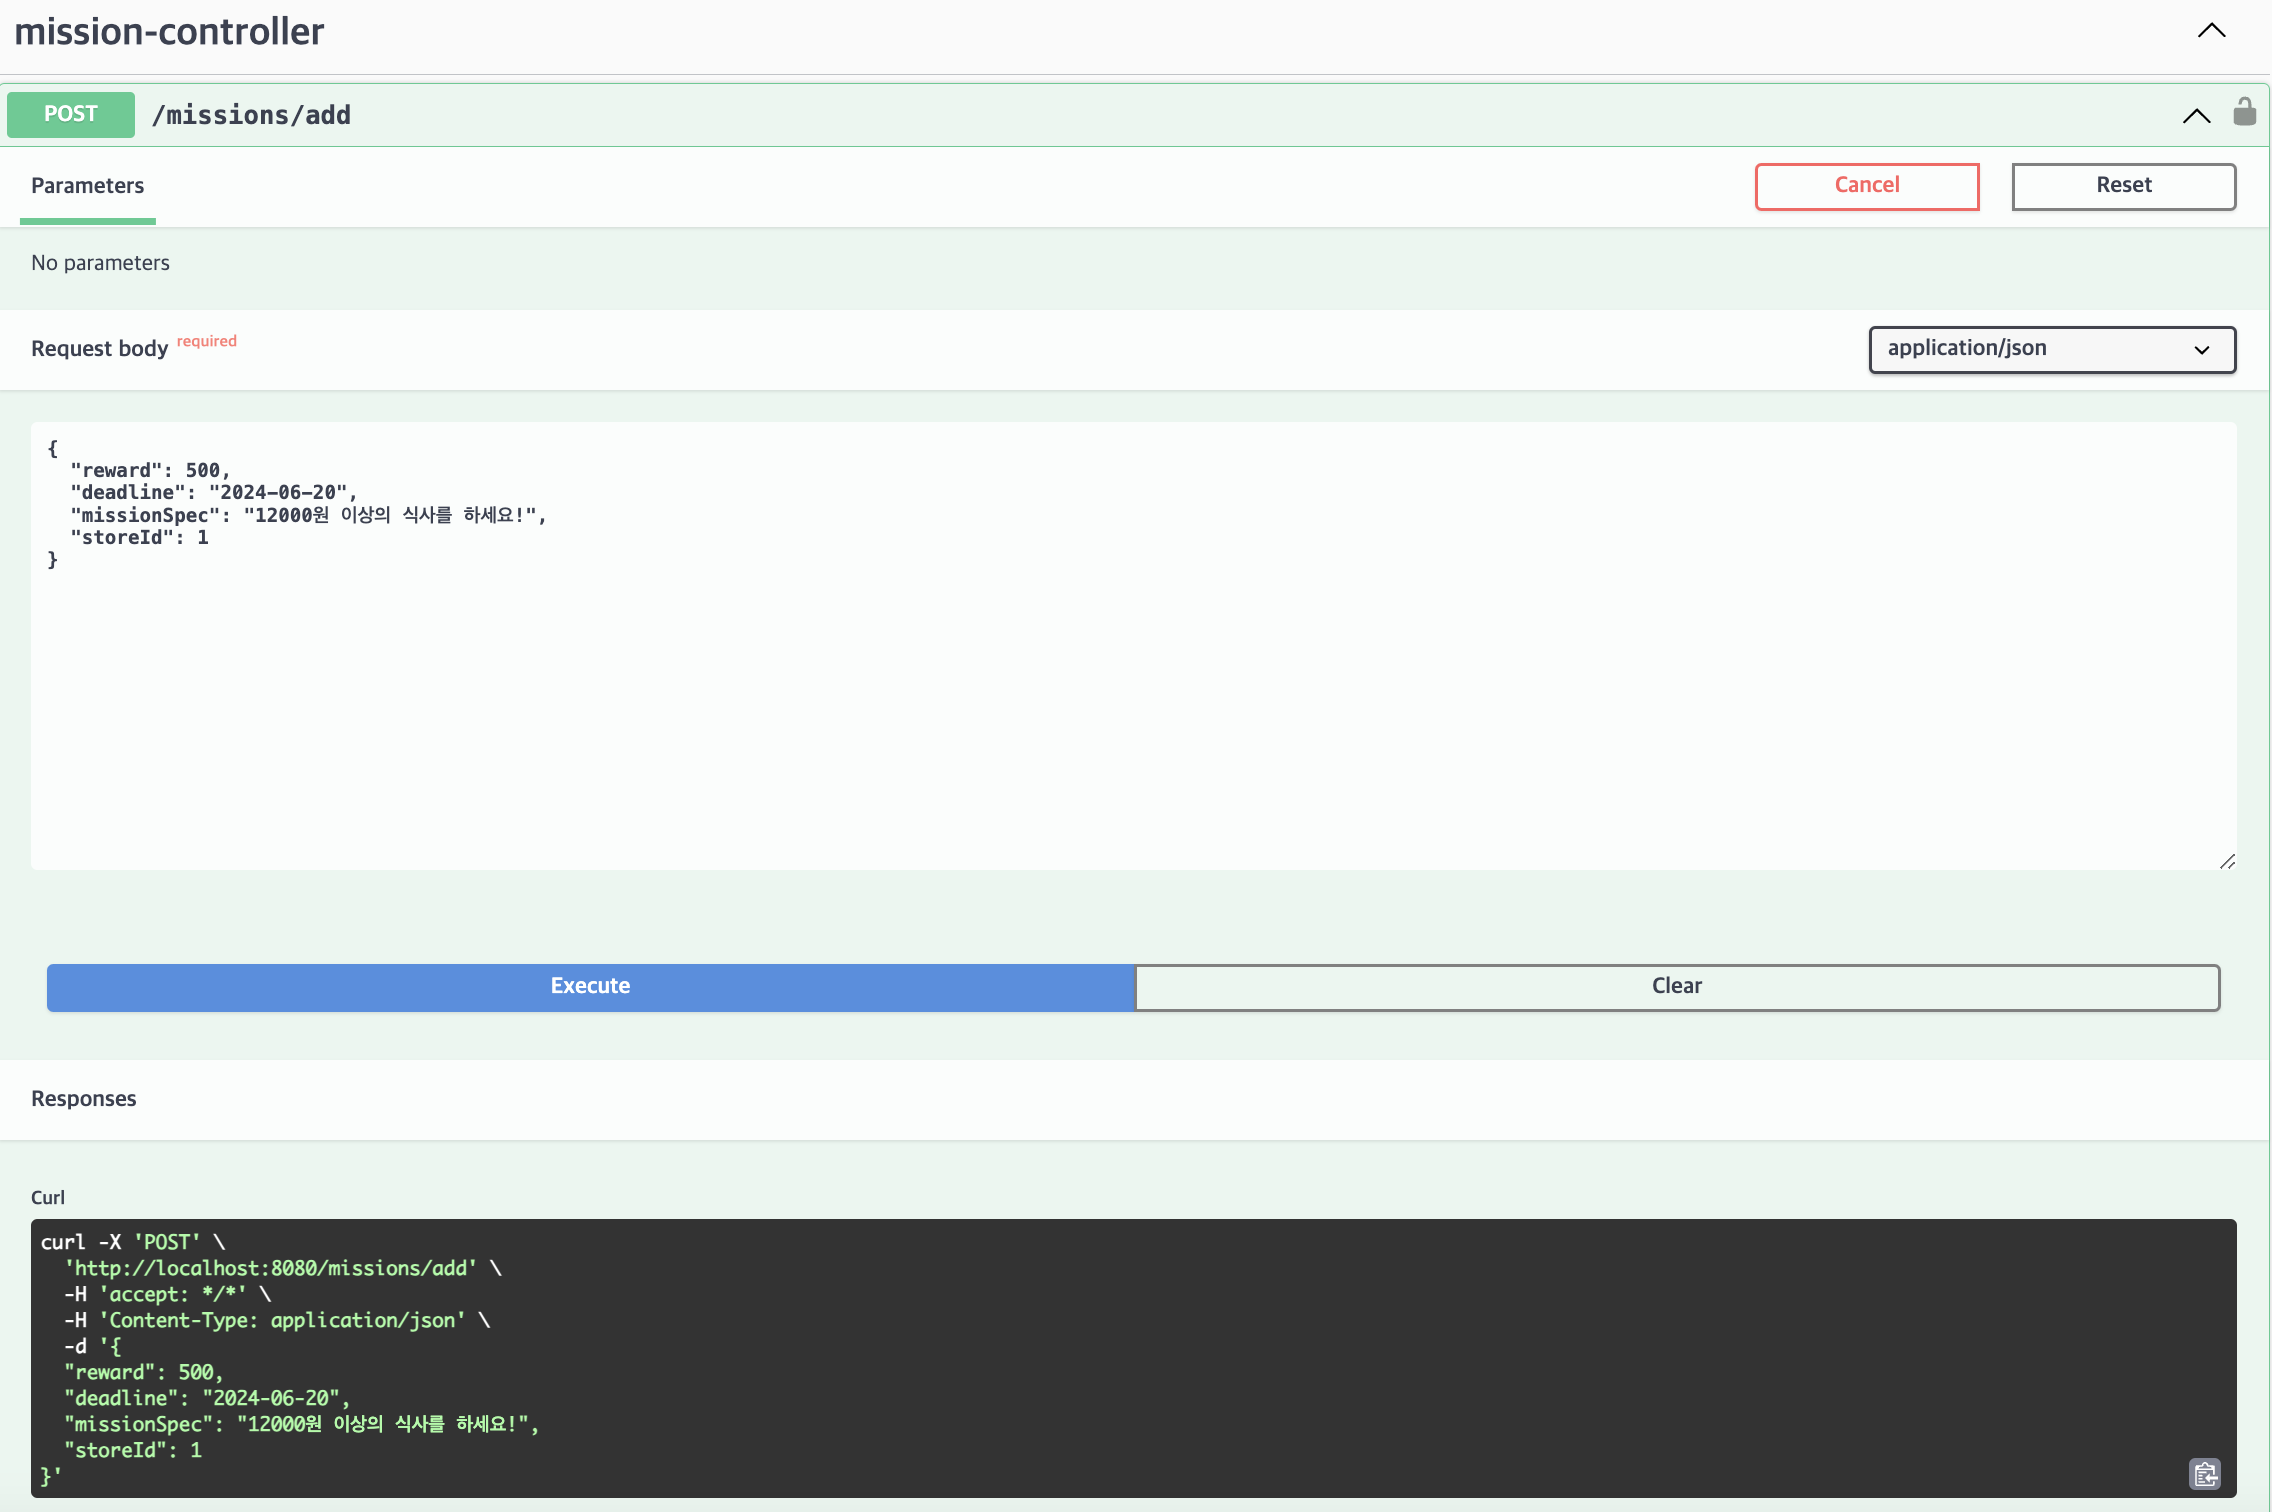 mission-controller
POST /missions/add
Parameters Cancel Reset
No parameters
Request body required application/json
{
  "reward": 500,
  "deadline": "2024-06-20",
  "missionSpec": "12000원 이상의 식사를 하세요!",
  "storeId": 1
}
Execute Clear
Responses
Curl
curl -X 'POST' \
  'http://localhost:8080/missions/add' \
  -H 'accept: */*' \
  -H 'Content-Type: application/json' \
  -d '{
  "reward": 500,
  "deadline": "2024-06-20",
  "missionSpec": "12000원 이상의 식사를 하세요!",
  "storeId": 1
}'